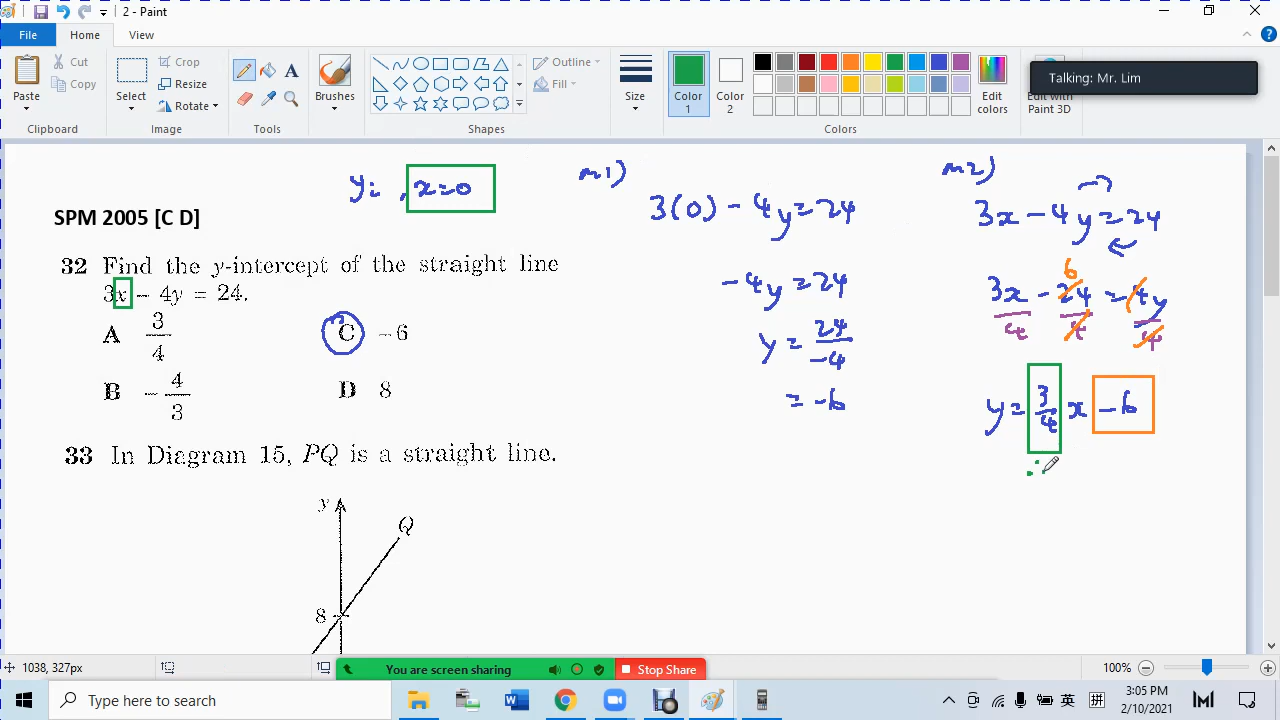 2 - Paint
File Home View
Paste Cut Copy Clipboard
Select Crop Resize Rotate Image
Tools
Brushes
Outline Fill Shapes
Size
Color 1 Color 2
Edit colors
Edit with Paint 3D
Colors
Talking: Mr. Lim
yi , x=0
m1)
m2)
3(0) - 4y = 24
3x - 4y = 24
SPM 2005 [C D]
32 Find the y-intercept of the straight line
3x - 4y = 24.
-4y = 24
6
3x - 24 = 4y
4 4 4
A 3/4 C -6
y = 24/-4
B -4/3 D 8
= -6
y = 3/4 x -6
∴
33 In Diagram 15, PQ is a straight line.
y
Q
8
1038, 327px
You are screen sharing
Stop Share
100%
Type here to search
英
拼
3:05 PM
2/10/2021